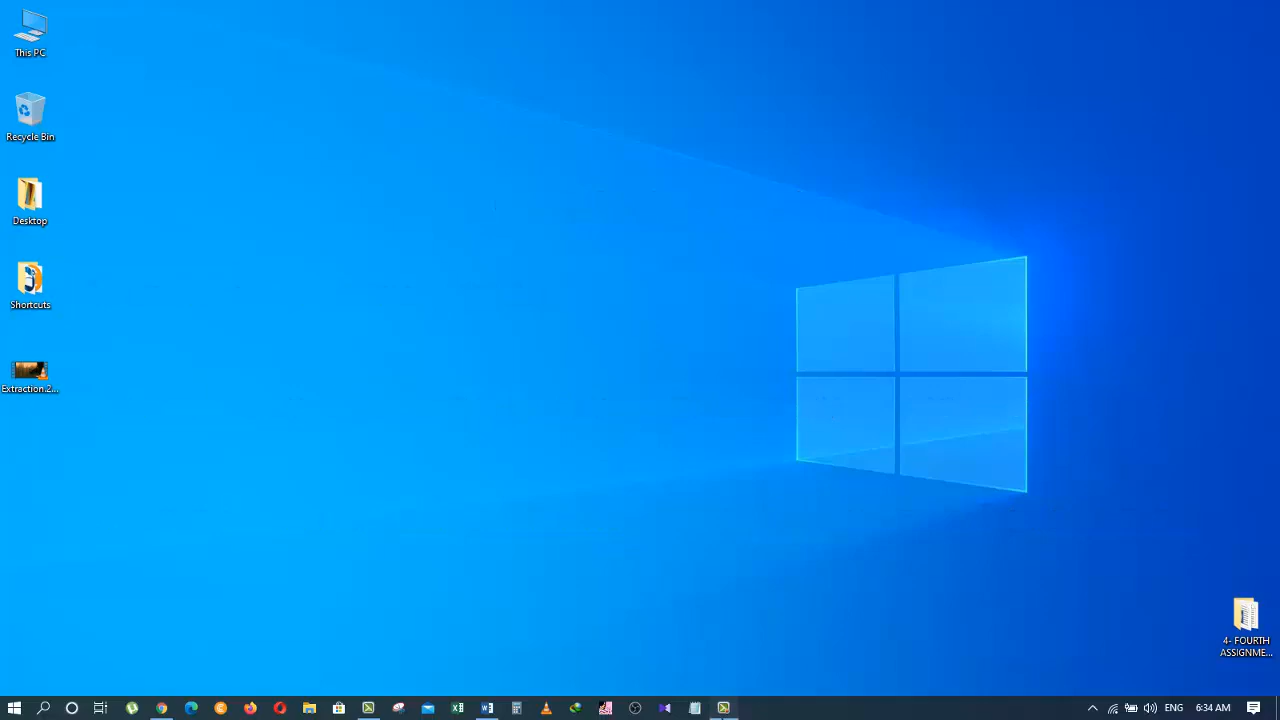 This PC
Recycle Bin
Desktop
Shortcuts
Extraction.2...
4- FOURTH
ASSIGNME...
ENG
6:34 AM